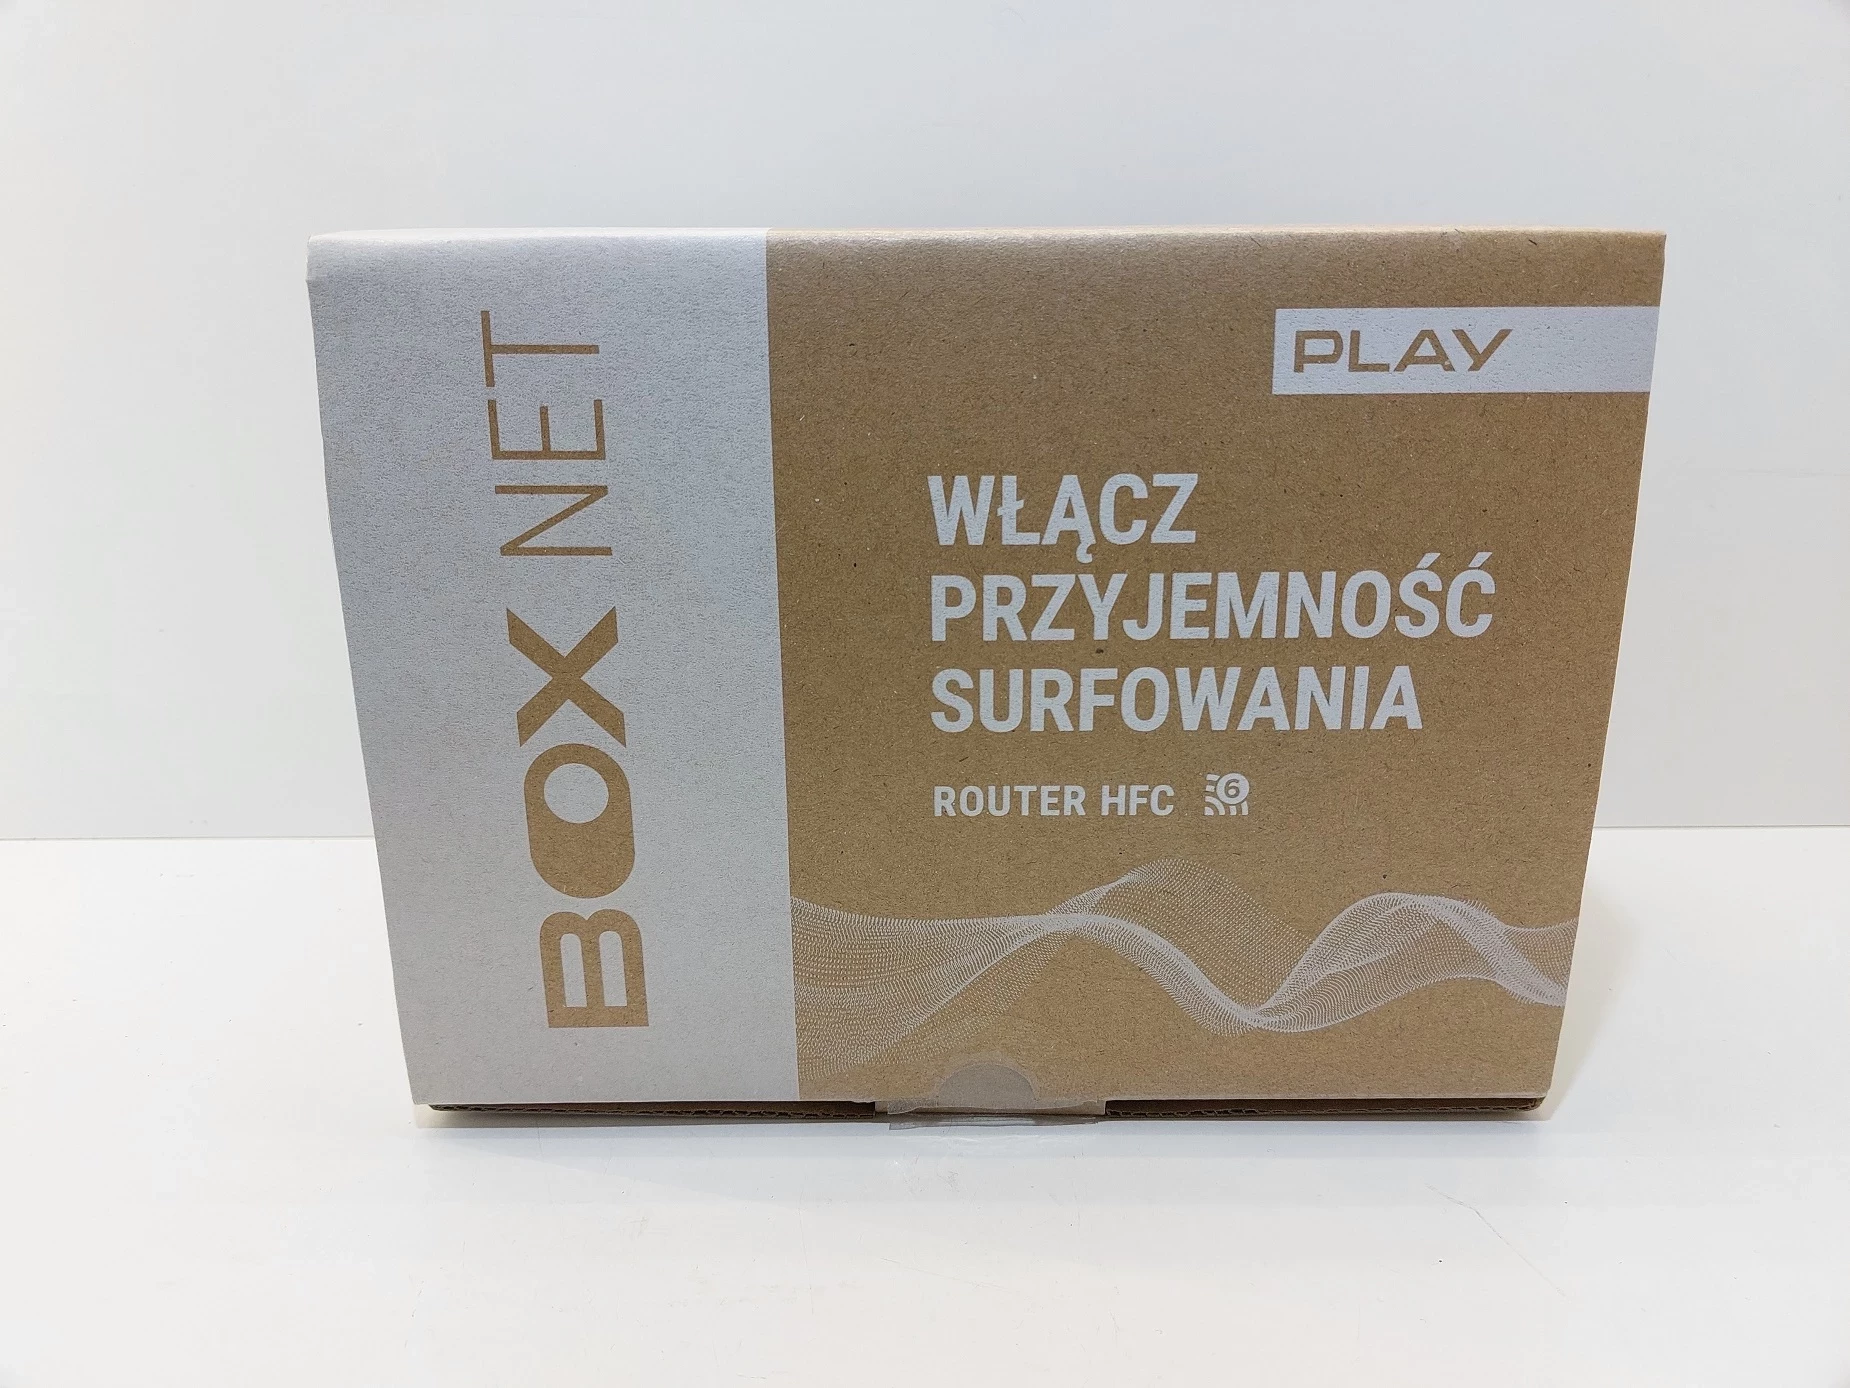 BOX NET
PLAY
WŁĄCZ
PRZYJEMNOŚĆ
SURFOWANIA
ROUTER HFC 6